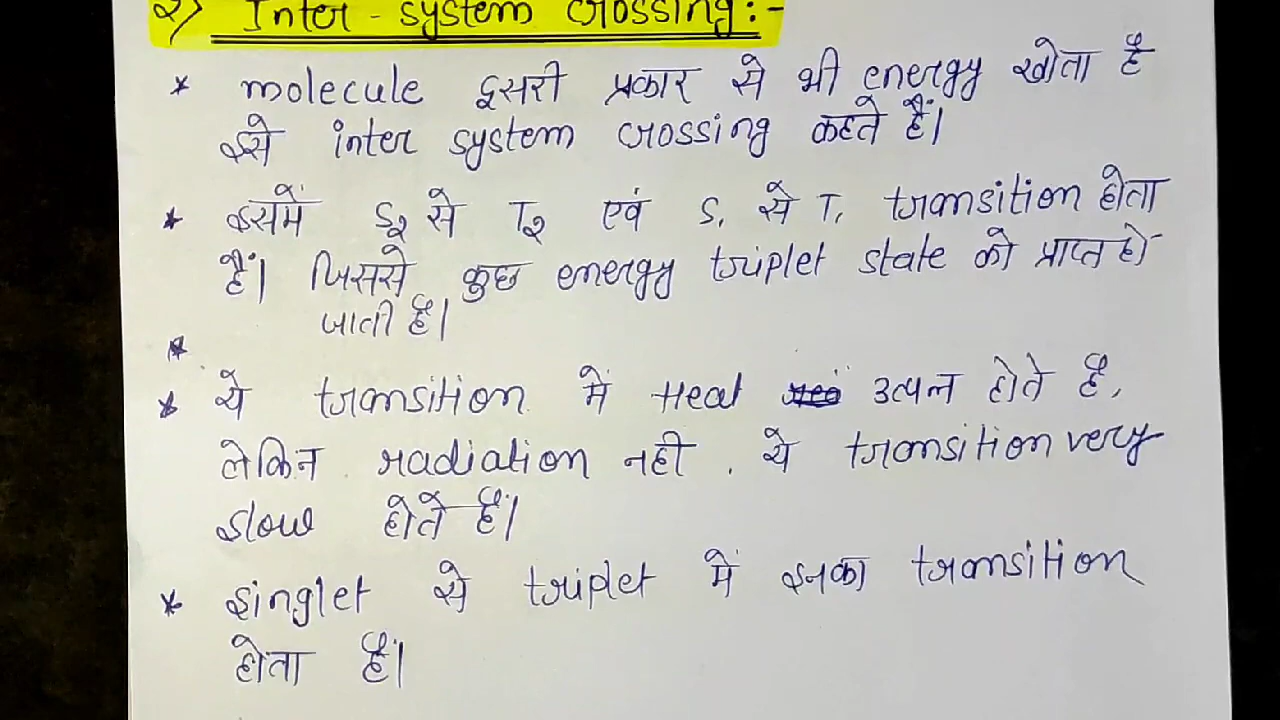 2) Inter-system crossing:-
* molecule दूसरी प्रकार से भी energy खोता है
इसे inter system crossing कहते हैं।
* इसमें S₂ से T₂ एवं S₁ से T₁ transition होता
हैं। जिससे कुछ energy triplet state को प्राप्त हो
जाती है।
*
* ये transition में Heat उत्पन्न होते है,
लेकिन radiation नही. ये transition very
slow होते हैं।
* singlet से triplet में इनका transition
होता हैं।